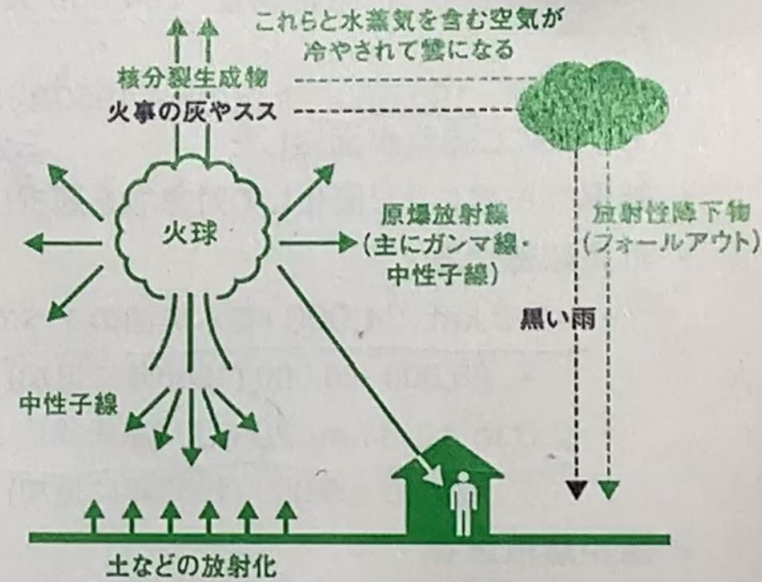 これらと水蒸気を含む空気が
冷やされて雲になる
核分裂生成物
火事の灰やスス
火球
原爆放射線
(主にガンマ線・
中性子線)
放射性降下物
(フォールアウト)
黒い雨
中性子線
土などの放射化